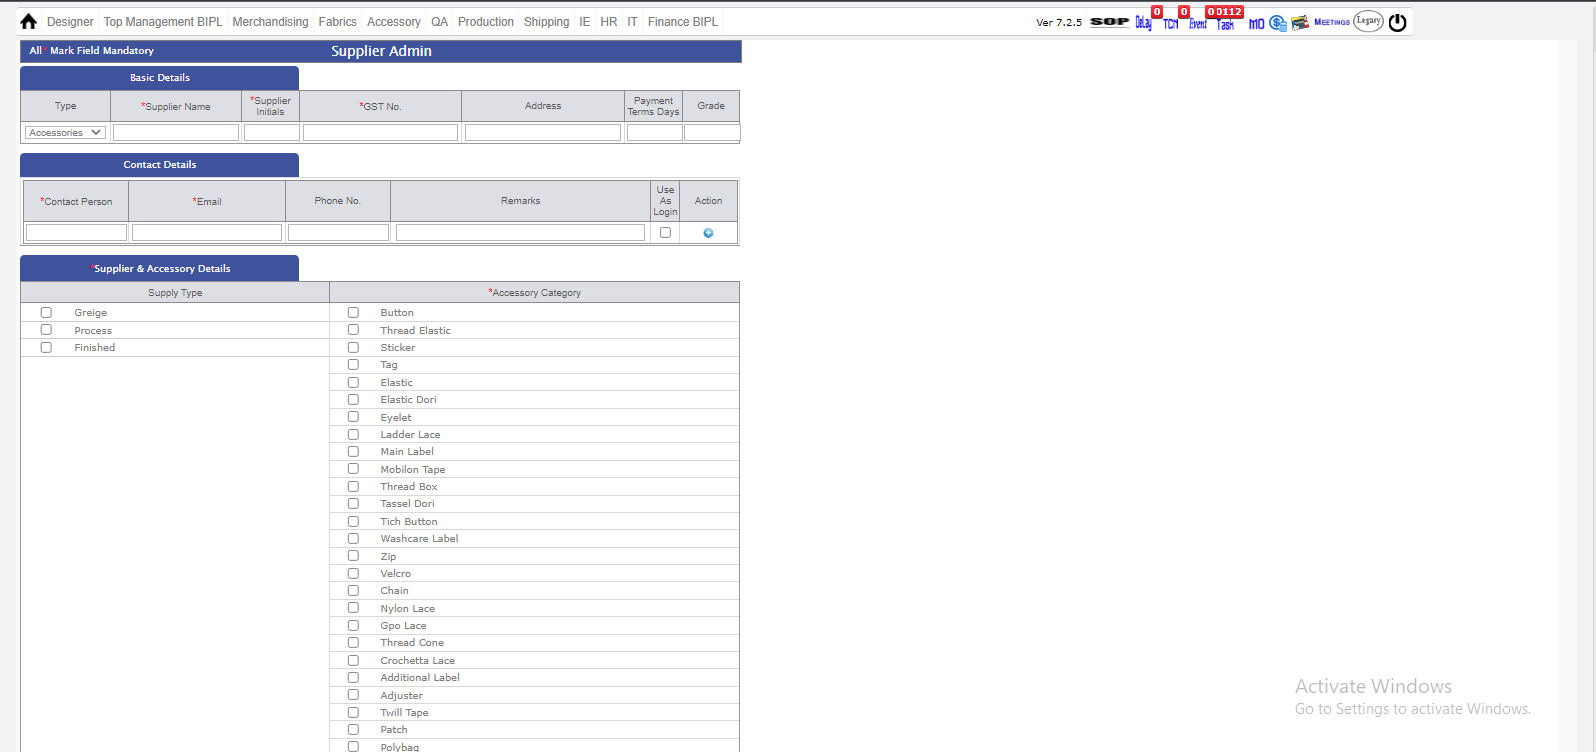 Designer Top Management BIPL Merchandising Fabrics Accessory QA Production Shipping IE HR IT Finance BIPL
Ver 7.2.5 SOP Delay 0 TCN 0 Event 0 0112 Task MO MEETINGS Legacy
All * Mark Field Mandatory Supplier Admin
Basic Details
Type *Supplier Name *Supplier Initials *GST No. Address Payment Terms Days Grade
Accessories
Contact Details
*Contact Person *Email Phone No. Remarks Use As Login Action
*Supplier & Accessory Details
Supply Type *Accessory Category
Greige Button
Process Thread Elastic
Finished Sticker
Tag
Elastic
Elastic Dori
Eyelet
Ladder Lace
Main Label
Mobilon Tape
Thread Box
Tassel Dori
Tich Button
Washcare Label
Zip
Velcro
Chain
Nylon Lace
Gpo Lace
Thread Cone
Crochetta Lace
Additional Label
Adjuster
Twill Tape
Patch
Polybag
Activate Windows
Go to Settings to activate Windows.